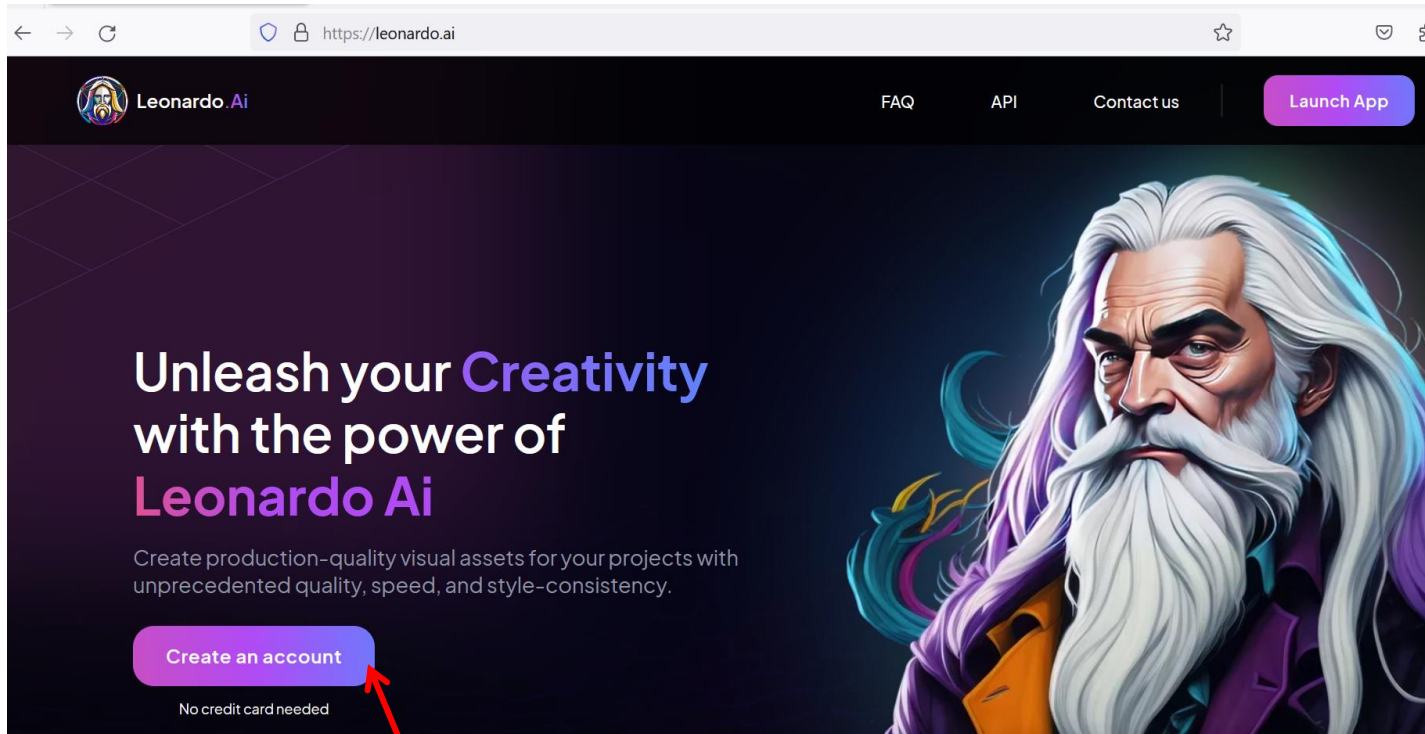 https://leonardo.ai
Leonardo.Ai
FAQ
API
Contact us
Launch App
Unleash your Creativity
with the power of
Leonardo Ai
Create production-quality visual assets for your projects with
unprecedented quality, speed, and style-consistency.
Create an account
No credit card needed